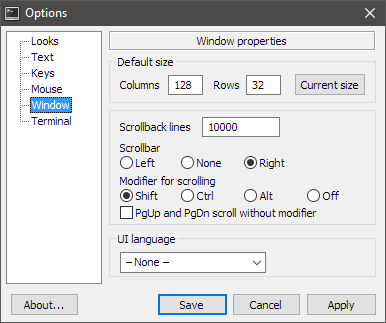 Options
Looks
Text
Keys
Mouse
Window
Terminal
Window properties
Default size
Columns 128 Rows 32 Current size
Scrollback lines 10000
Scrollbar
Left None Right
Modifier for scrolling
Shift Ctrl Alt Off
PgUp and PgDn scroll without modifier
UI language
– None –
About... Save Cancel Apply